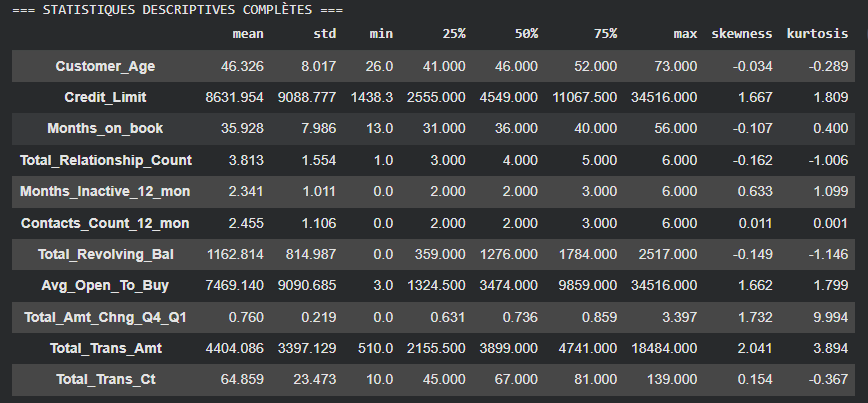 === STATISTIQUES DESCRIPTIVES COMPLÈTES ===
mean std min 25% 50% 75% max skewness kurtosis
Customer_Age 46.326 8.017 26.0 41.000 46.000 52.000 73.000 -0.034 -0.289
Credit_Limit 8631.954 9088.777 1438.3 2555.000 4549.000 11067.500 34516.000 1.667 1.809
Months_on_book 35.928 7.986 13.0 31.000 36.000 40.000 56.000 -0.107 0.400
Total_Relationship_Count 3.813 1.554 1.0 3.000 4.000 5.000 6.000 -0.162 -1.006
Months_Inactive_12_mon 2.341 1.011 0.0 2.000 2.000 3.000 6.000 0.633 1.099
Contacts_Count_12_mon 2.455 1.106 0.0 2.000 2.000 3.000 6.000 0.011 0.001
Total_Revolving_Bal 1162.814 814.987 0.0 359.000 1276.000 1784.000 2517.000 -0.149 -1.146
Avg_Open_To_Buy 7469.140 9090.685 3.0 1324.500 3474.000 9859.000 34516.000 1.662 1.799
Total_Amt_Chng_Q4_Q1 0.760 0.219 0.0 0.631 0.736 0.859 3.397 1.732 9.994
Total_Trans_Amt 4404.086 3397.129 510.0 2155.500 3899.000 4741.000 18484.000 2.041 3.894
Total_Trans_Ct 64.859 23.473 10.0 45.000 67.000 81.000 139.000 0.154 -0.367